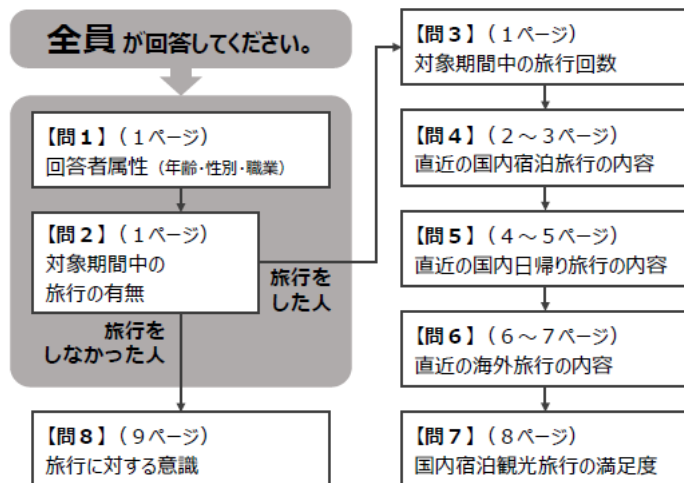 全員 が回答してください。
【問１】（１ページ）
回答者属性（年齢・性別・職業）
【問２】（１ページ）
対象期間中の
旅行の有無
旅行を
した人
旅行を
しなかった人
【問８】（９ページ）
旅行に対する意識
【問３】（１ページ）
対象期間中の旅行回数
【問４】（２～３ページ）
直近の国内宿泊旅行の内容
【問５】（４～５ページ）
直近の国内日帰り旅行の内容
【問６】（６～７ページ）
直近の海外旅行の内容
【問７】（８ページ）
国内宿泊観光旅行の満足度